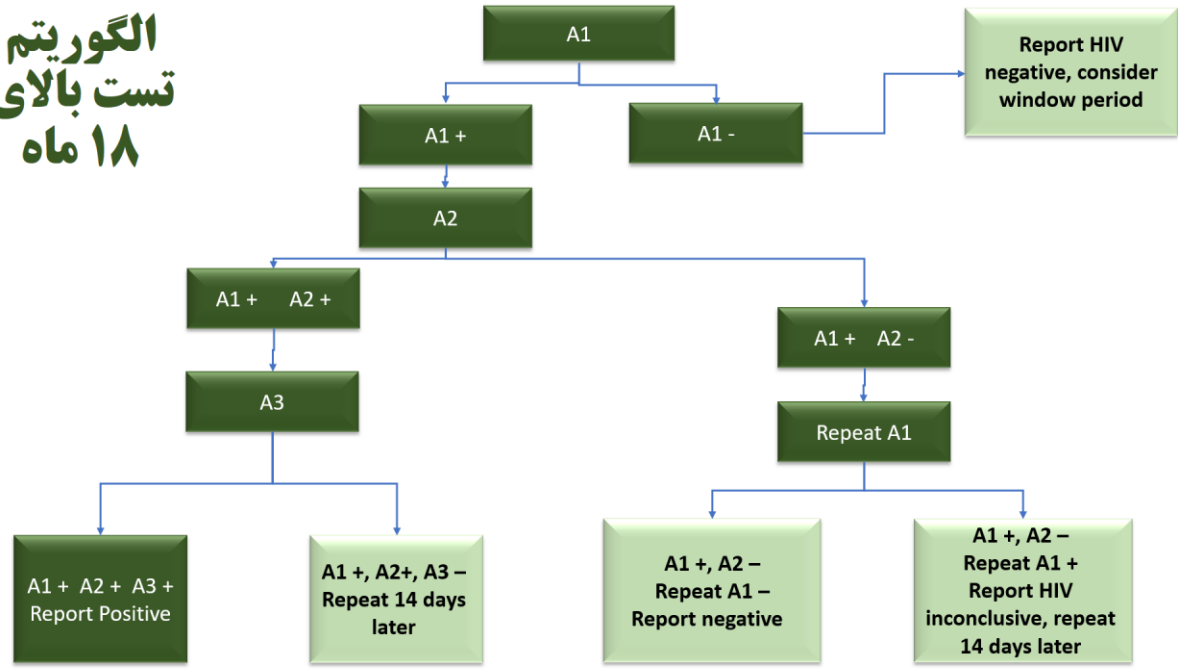 الگوریتم
تست بالای
۱۸ ماه
A1
Report HIV
negative, consider
window period
A1 +
A1 -
A2
A1 + A2 +
A1 + A2 -
A3
Repeat A1
A1 + A2 + A3 +
Report Positive
A1 +, A2+, A3 –
Repeat 14 days
later
A1 +, A2 –
Repeat A1 –
Report negative
A1 +, A2 –
Repeat A1 +
Report HIV
inconclusive, repeat
14 days later